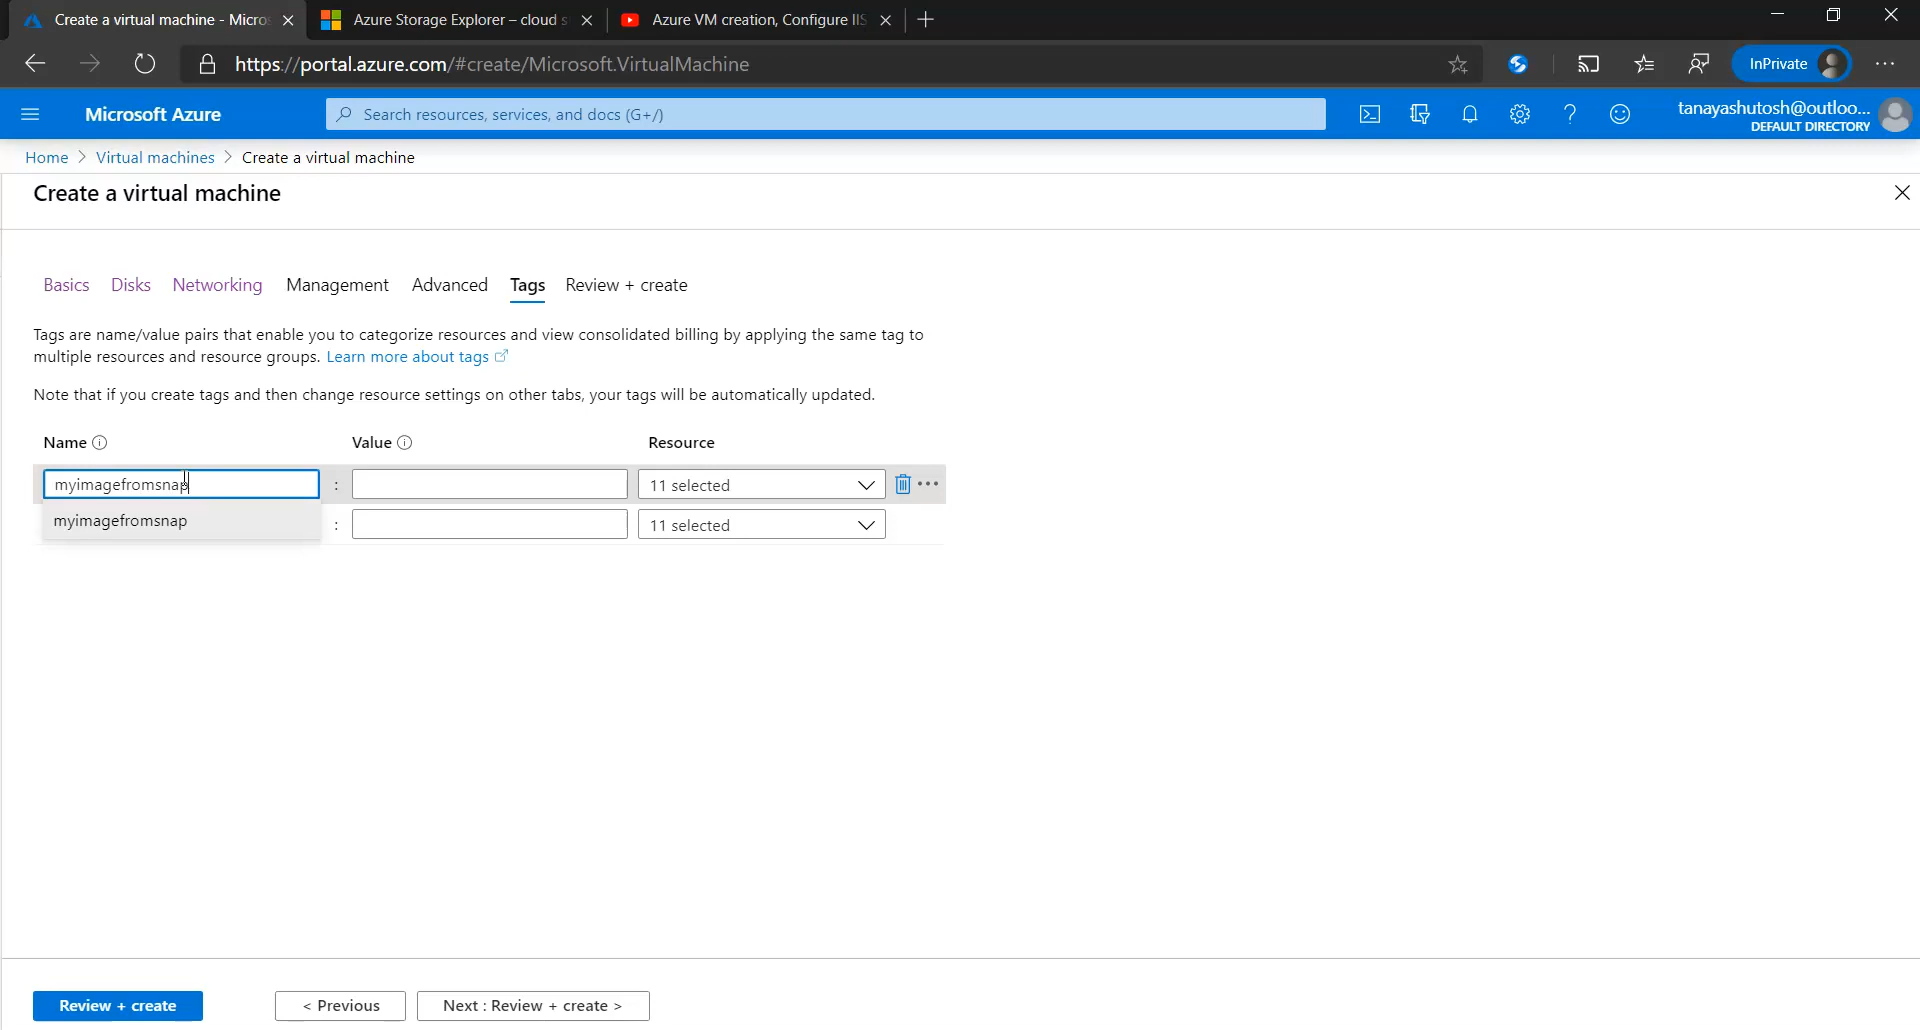 Create a virtual machine - Micros
Azure Storage Explorer – cloud s
Azure VM creation, Configure IIS
https://portal.azure.com/#create/Microsoft.VirtualMachine
InPrivate
Microsoft Azure
Search resources, services, and docs (G+/)
tanayashutosh@outloo...
DEFAULT DIRECTORY
Home > Virtual machines > Create a virtual machine
Create a virtual machine
Basics Disks Networking Management Advanced Tags Review + create
Tags are name/value pairs that enable you to categorize resources and view consolidated billing by applying the same tag to
multiple resources and resource groups. Learn more about tags
Note that if you create tags and then change resource settings on other tabs, your tags will be automatically updated.
Name Value Resource
myimagefromsnap : 11 selected
myimagefromsnap : 11 selected
Review + create < Previous Next : Review + create >